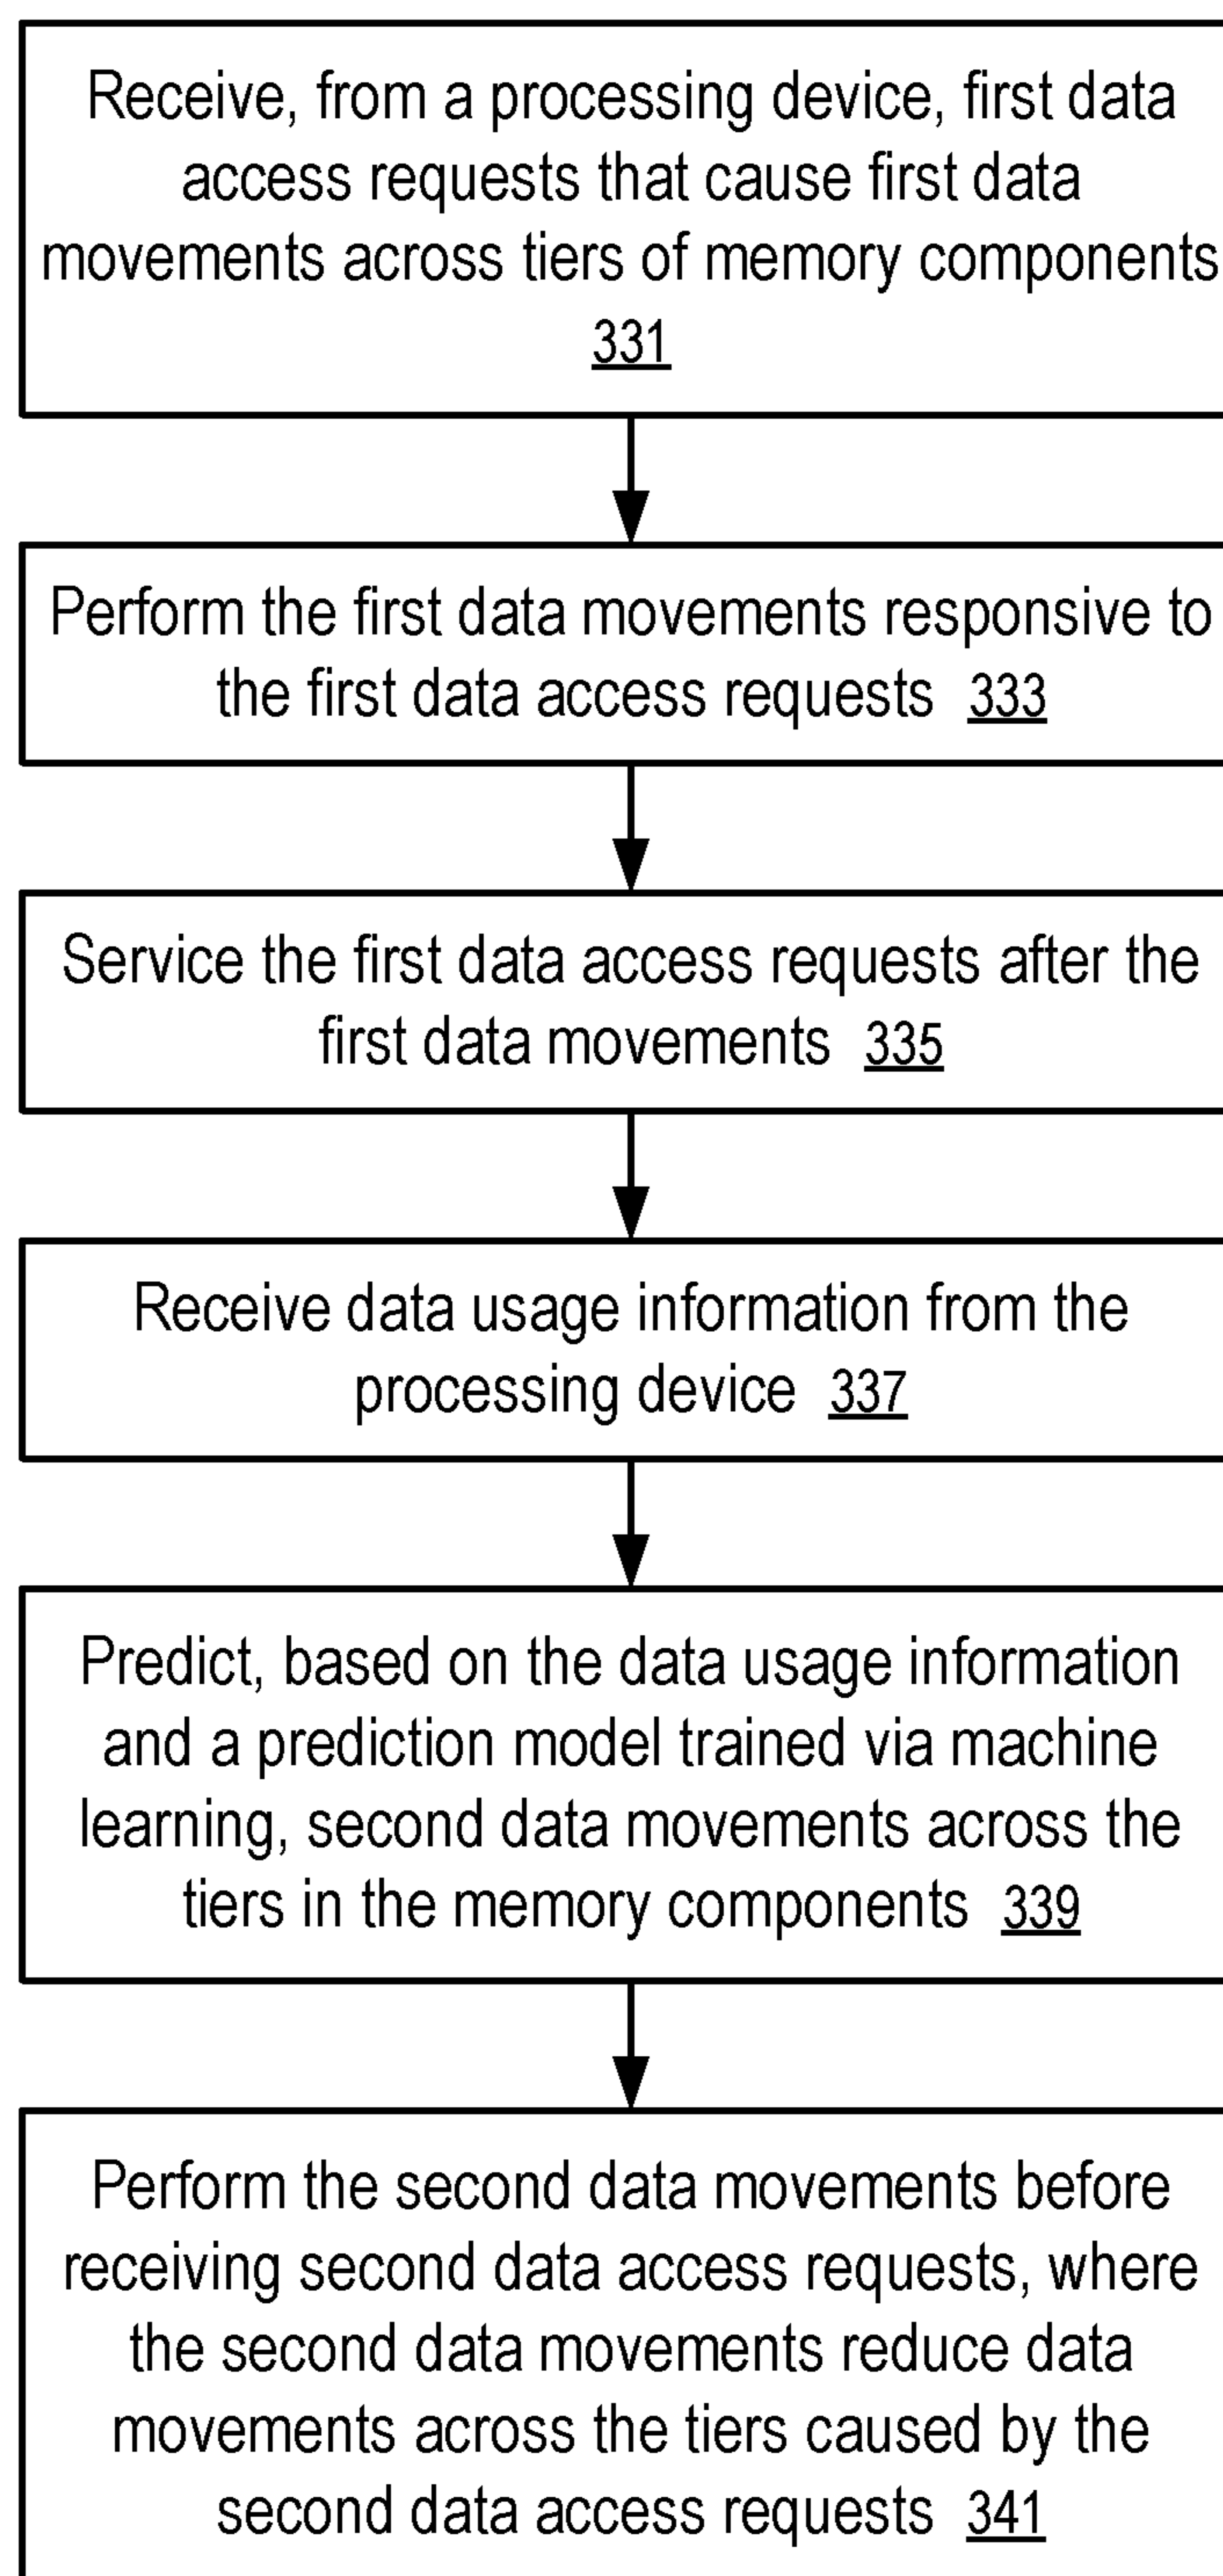 Receive, from a processing device, first data
access requests that cause first data
movements across tiers of memory components
331
Perform the first data movements responsive to
the first data access requests 333
Service the first data access requests after the
first data movements 335
Receive data usage information from the
processing device 337
Predict, based on the data usage information
and a prediction model trained via machine
learning, second data movements across the
tiers in the memory components 339
Perform the second data movements before
receiving second data access requests, where
the second data movements reduce data
movements across the tiers caused by the
second data access requests 341